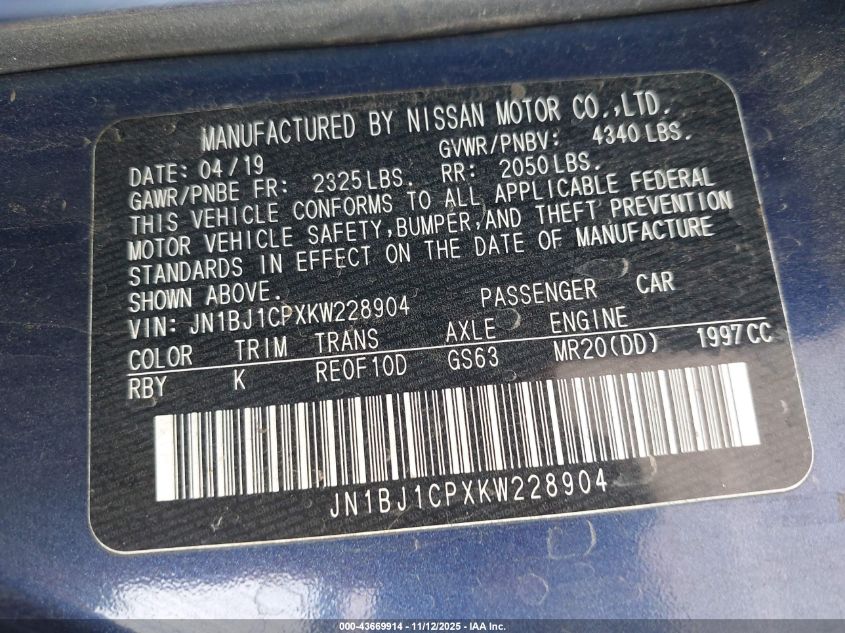 MANUFACTURED BY NISSAN MOTOR CO.,LTD.
DATE: 04/19 GVWR/PNBV: 4340 LBS.
GAWR/PNBE FR: 2325 LBS. RR: 2050 LBS.
THIS VEHICLE CONFORMS TO ALL APPLICABLE FEDERAL
MOTOR VEHICLE SAFETY, BUMPER, AND THEFT PREVENTION
STANDARDS IN EFFECT ON THE DATE OF MANUFACTURE
SHOWN ABOVE.
VIN: JN1BJ1CPXKW228904 PASSENGER CAR
COLOR TRIM TRANS AXLE ENGINE
RBY K RE0F10D GS63 MR20(DD) 1997CC
JN1BJ1CPXKW228904
000-43669914 - 11/12/2025 - IAA Inc.